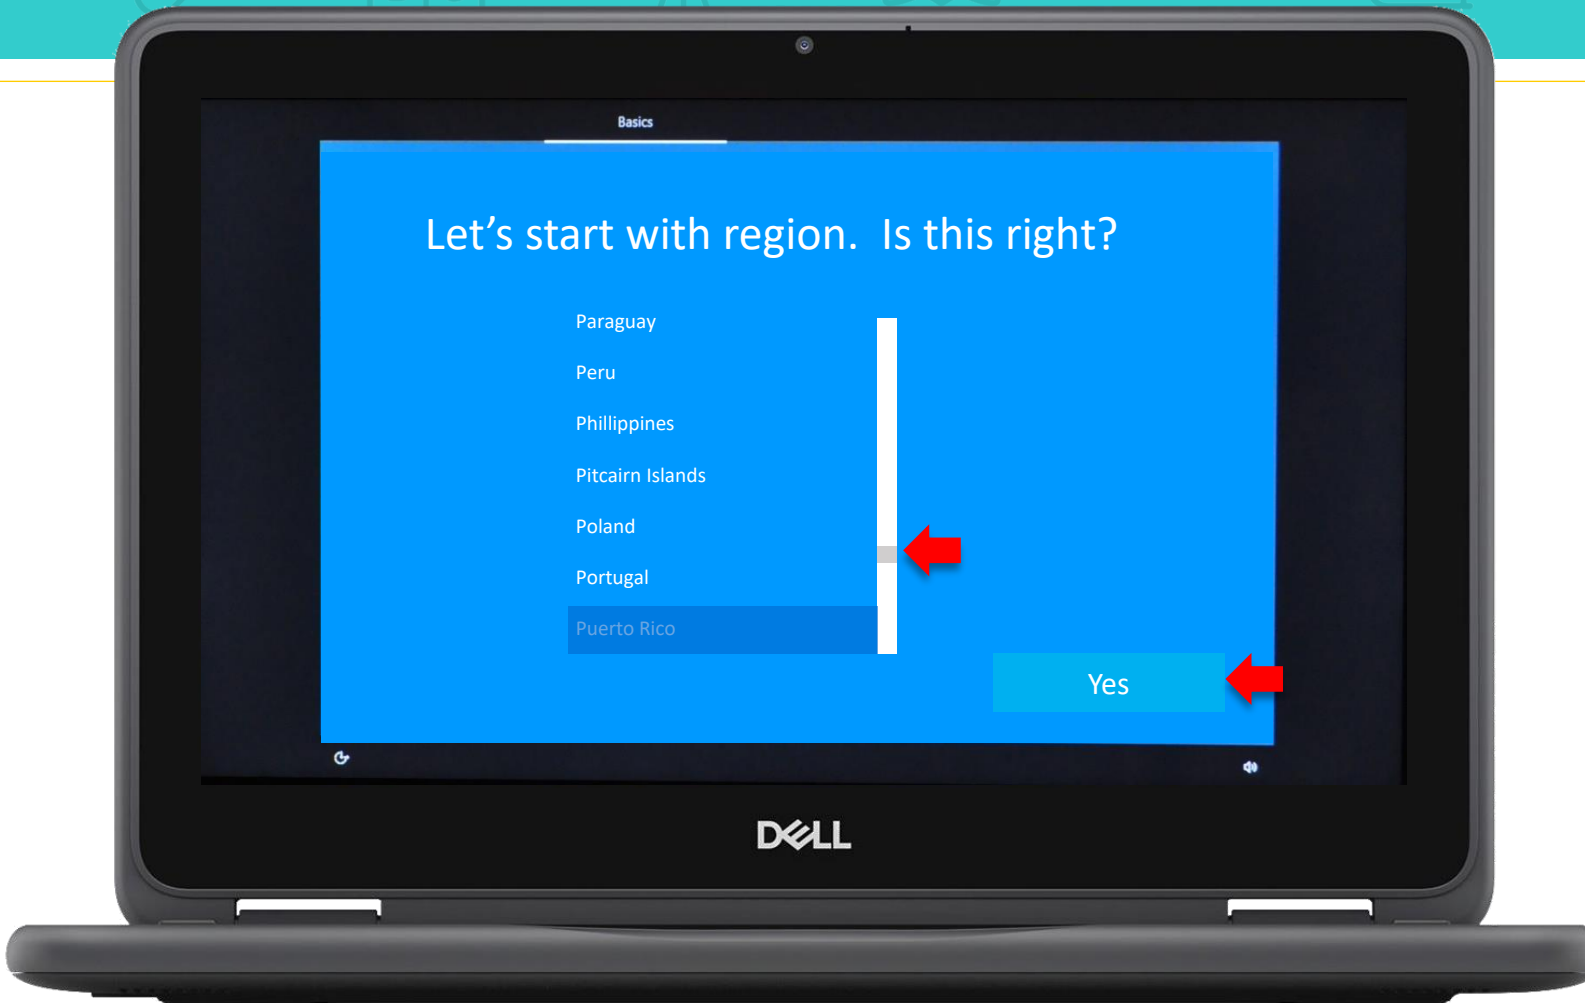 Basics
Let's start with region.  Is this right?
Paraguay
Peru
Phillippines
Pitcairn Islands
Poland
Portugal
Puerto Rico
Yes
DELL